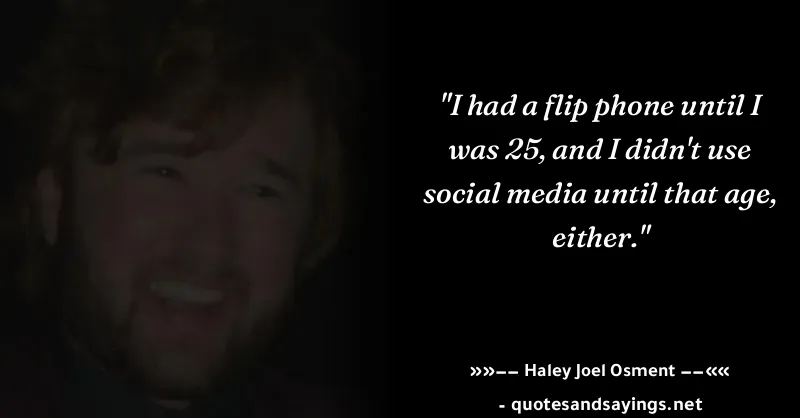 "I had a flip phone until I
was 25, and I didn't use
social media until that age,
either."
»»–– Haley Joel Osment ––««
- quotesandsayings.net